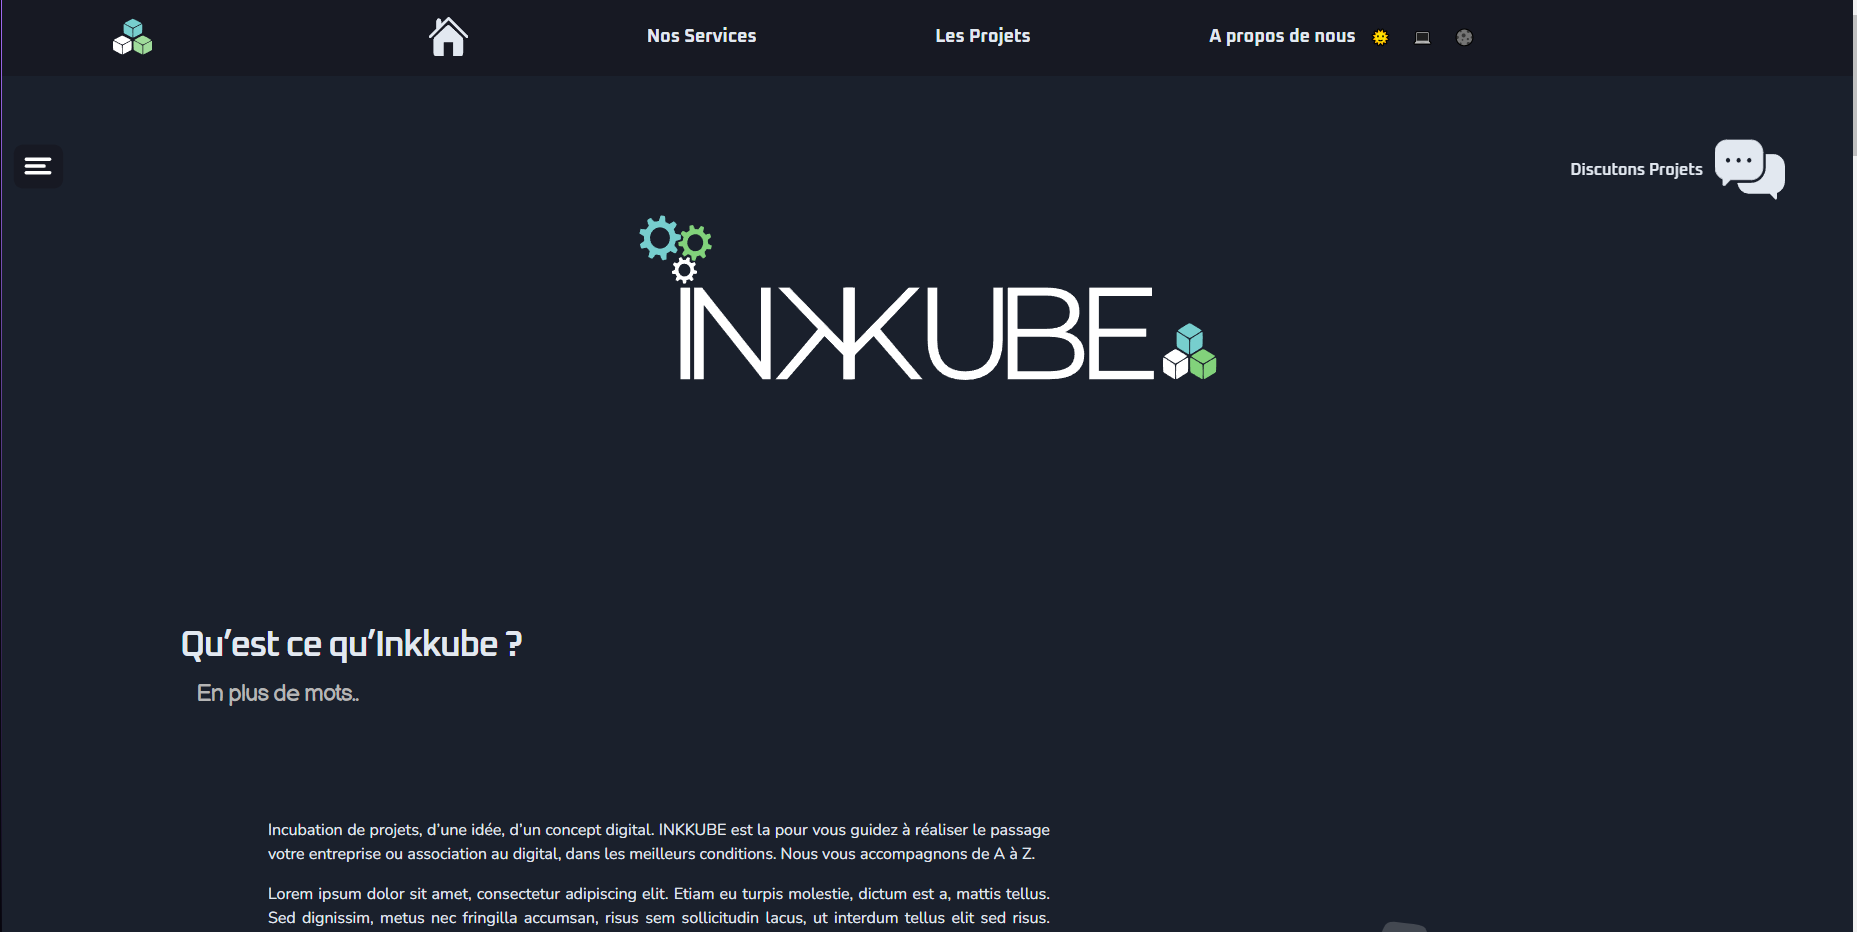 Nos Services
Les Projets
A propos de nous
Discutons Projets
INKKUBE
Qu’est ce qu’Inkkube ?
En plus de mots..
Incubation de projets, d’une idée, d’un concept digital. INKKUBE est la pour vous guidez à réaliser le passage
votre entreprise ou association au digital, dans les meilleurs conditions. Nous vous accompagnons de A à Z.
Lorem ipsum dolor sit amet, consectetur adipiscing elit. Etiam eu turpis molestie, dictum est a, mattis tellus.
Sed dignissim, metus nec fringilla accumsan, risus sem sollicitudin lacus, ut interdum tellus elit sed risus.